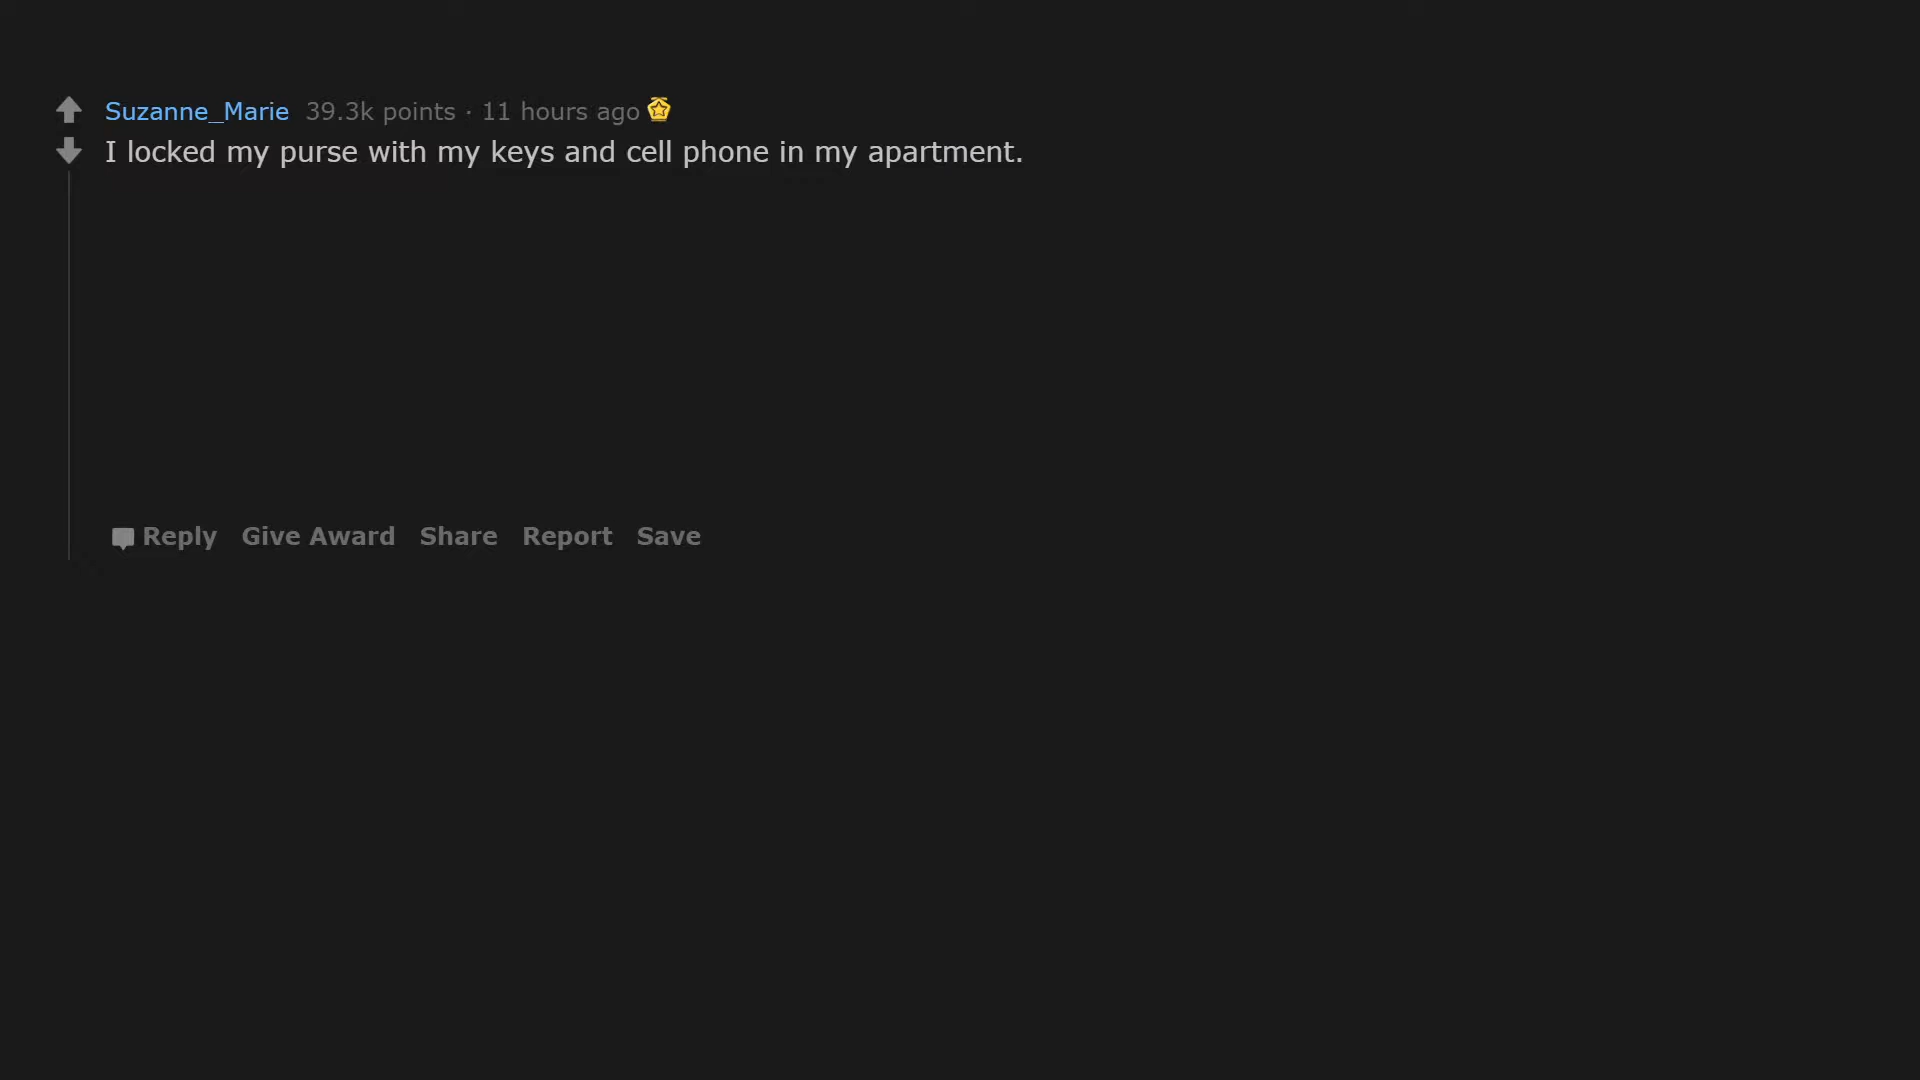 Suzanne_Marie 39.3k points · 11 hours ago
I locked my purse with my keys and cell phone in my apartment.
Reply Give Award Share Report Save